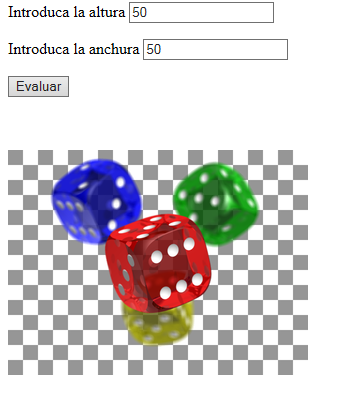 Introduca la altura 50
Introduca la anchura 50
Evaluar